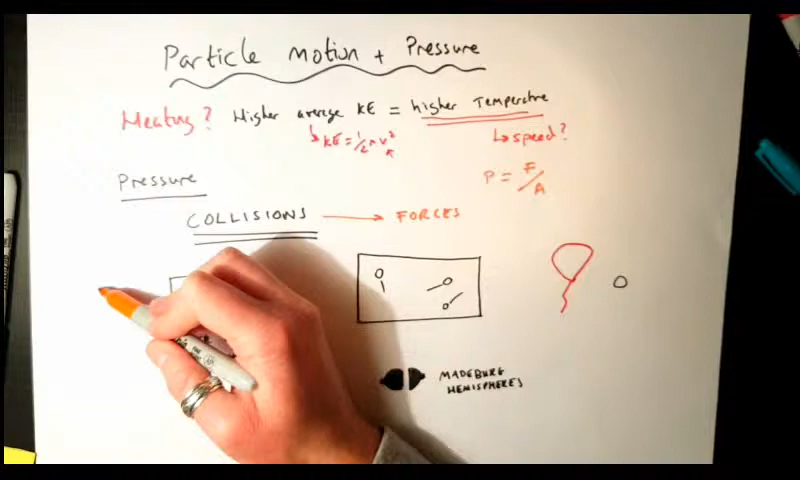 Particle motion + Pressure
Heating? Higher average KE = higher Temperature
↳ KE = ½mv² ↳ speed?
Pressure
P = F/A
COLLISIONS → FORCES
MADEBURG
HEMISPHERES